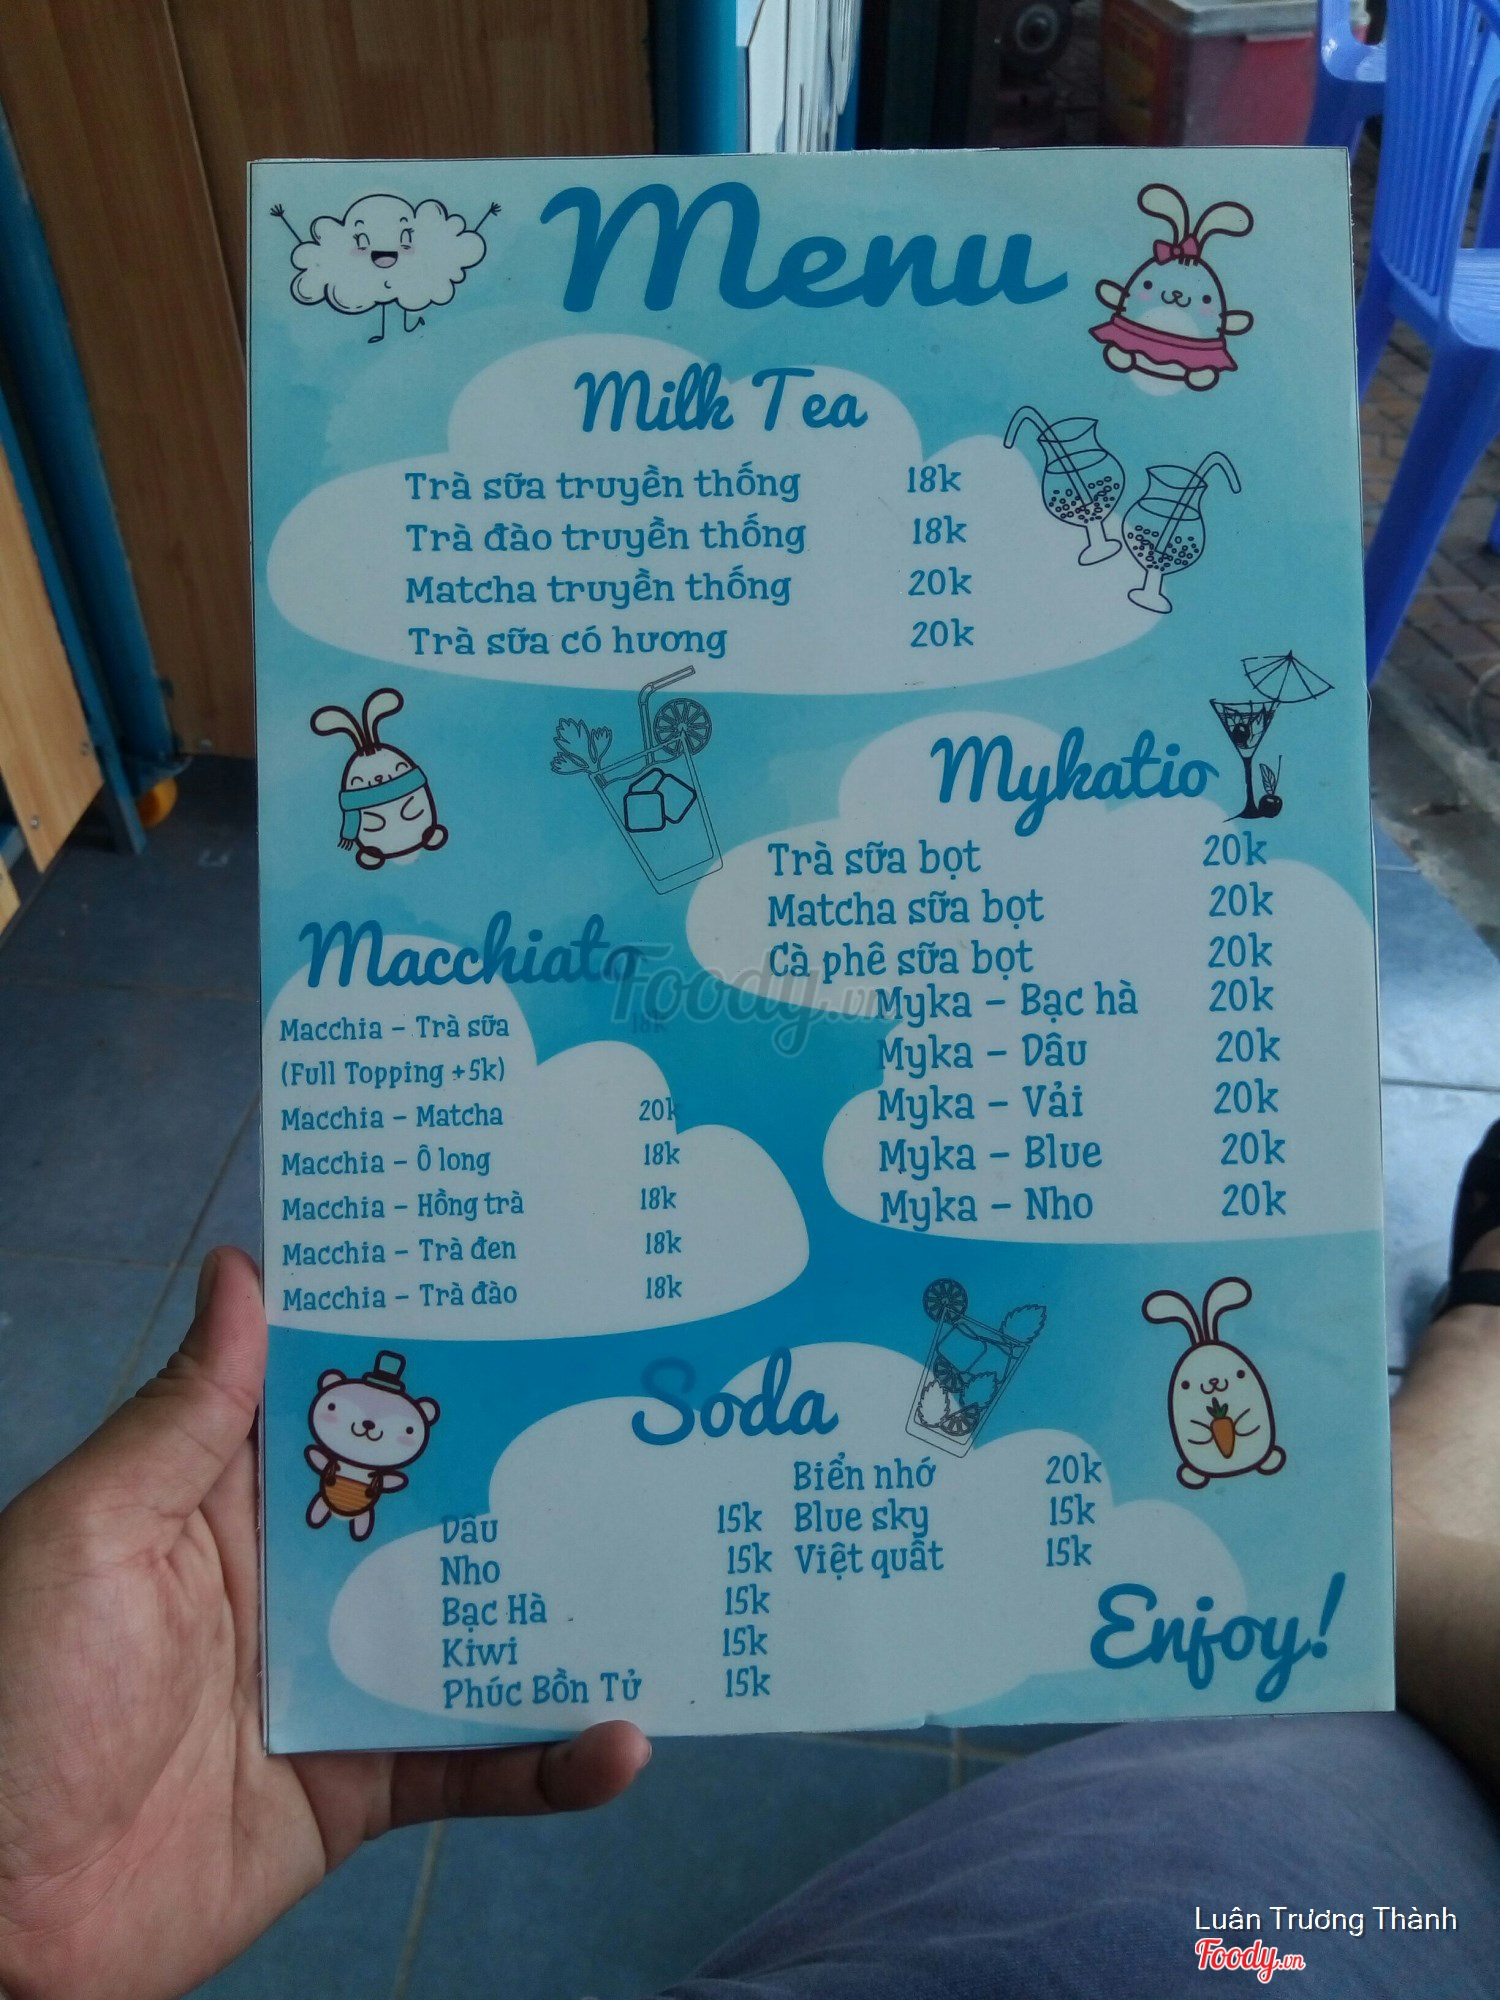 Menu
Milk Tea
Trà sữa truyền thống 18k
Trà đào truyền thống 18k
Matcha truyền thống 20k
Trà sữa có hương 20k
Mykatio
Trà sữa bọt 20k
Matcha sữa bọt 20k
Cà phê sữa bọt 20k
Myka - Bạc hà 20k
Myka - Dâu 20k
Myka - Vải 20k
Myka - Blue 20k
Myka - Nho 20k
Macchiato
Macchia - Trà sữa 18k
(Full Topping +5k)
Macchia - Matcha 20k
Macchia - Ô long 18k
Macchia - Hồng trà 18k
Macchia - Trà đen 18k
Macchia - Trà đào 18k
Foody.vn
Soda
Dâu 15k
Nho 15k
Bạc Hà 15k
Kiwi 15k
Phúc Bồn Tử 15k
Biển nhớ 20k
Blue sky 15k
Việt quất 15k
Enjoy!
Luân Trương Thành
Foody.vn